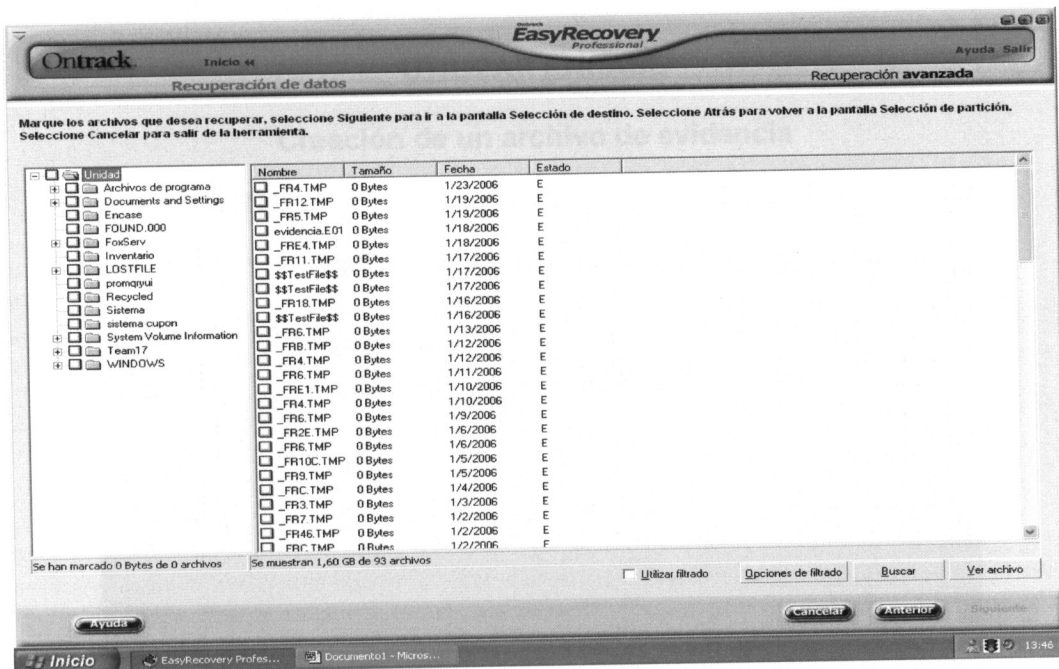 Ontrack
EasyRecovery
Professional
Ontrack
Inicio
Ayuda Salir
Recuperación de datos
Recuperación avanzada
Marque los archivos que desea recuperar, seleccione Siguiente para ir a la pantalla Selección de destino. Seleccione Atrás para volver a la pantalla Selección de partición.
Seleccione Cancelar para salir de la herramienta.
Creación de un archivo de evidencia
Unidad
Archivos de programa
Documents and Settings
Encase
FOUND.000
FoxServ
Inventario
LOSTFILE
promqryui
Recycled
Sistema
sistema cupon
System Volume Information
Team17
WINDOWS
Nombre Tamaño Fecha Estado
_FR4.TMP 0 Bytes 1/23/2006 E
_FR12.TMP 0 Bytes 1/19/2006 E
_FR5.TMP 0 Bytes 1/19/2006 E
evidencia.E01 0 Bytes 1/18/2006 E
_FRE4.TMP 0 Bytes 1/18/2006 E
_FR11.TMP 0 Bytes 1/17/2006 E
$$TestFile$$ 0 Bytes 1/17/2006 E
$$TestFile$$ 0 Bytes 1/17/2006 E
_FR18.TMP 0 Bytes 1/16/2006 E
$$TestFile$$ 0 Bytes 1/16/2006 E
_FR6.TMP 0 Bytes 1/13/2006 E
_FRB.TMP 0 Bytes 1/12/2006 E
_FR4.TMP 0 Bytes 1/12/2006 E
_FR6.TMP 0 Bytes 1/11/2006 E
_FRE1.TMP 0 Bytes 1/10/2006 E
_FR4.TMP 0 Bytes 1/10/2006 E
_FR6.TMP 0 Bytes 1/9/2006 E
_FR2E.TMP 0 Bytes 1/6/2006 E
_FR6.TMP 0 Bytes 1/6/2006 E
_FR10C.TMP 0 Bytes 1/5/2006 E
_FR9.TMP 0 Bytes 1/5/2006 E
_FRC.TMP 0 Bytes 1/4/2006 E
_FR3.TMP 0 Bytes 1/3/2006 E
_FR7.TMP 0 Bytes 1/2/2006 E
_FR46.TMP 0 Bytes 1/2/2006 E
_FRC.TMP 0 Bytes 1/2/2006 E
Se han marcado 0 Bytes de 0 archivos
Se muestran 1,60 GB de 93 archivos
Utilizar filtrado
Opciones de filtrado
Buscar
Ver archivo
Ayuda
Cancelar
Anterior
Siguiente
Inicio
EasyRecovery Profes...
Documento1 - Micros...
13:46